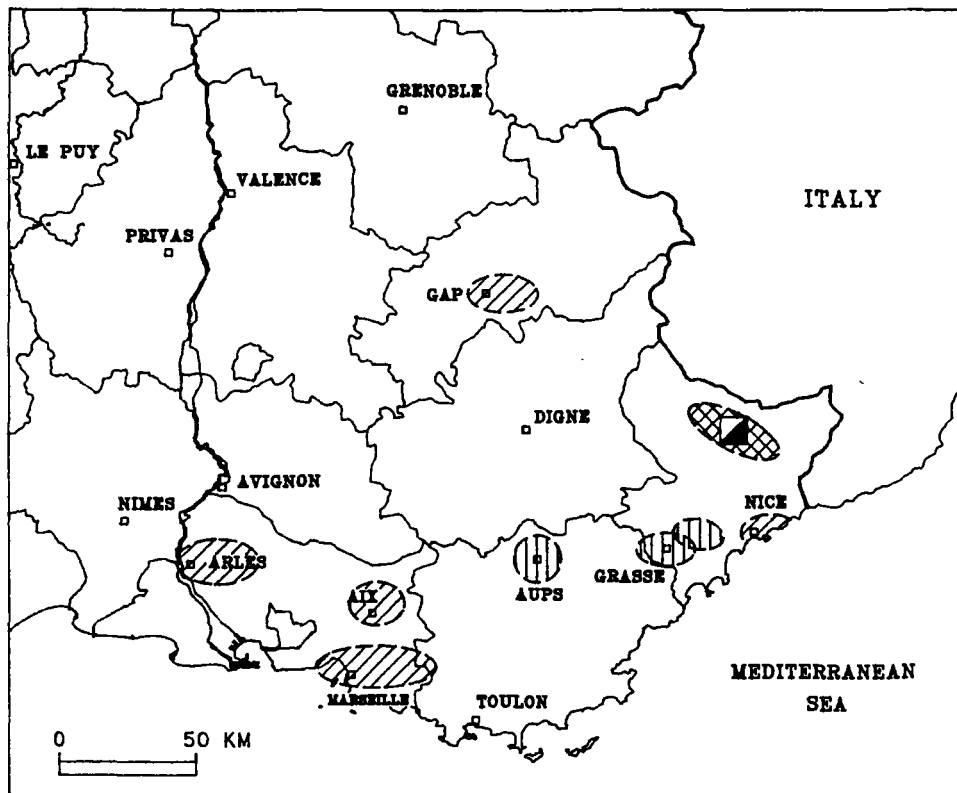 GRENOBLE
LE PUY
VALENCE
ITALY
PRIVAS
GAP
DIGNE
AVIGNON
NIMES
NICE
ARLES
GRASSE
AIX
AUPS
MEDITERRANEAN
SEA
MARSEILLE
TOULON
0 50 KM